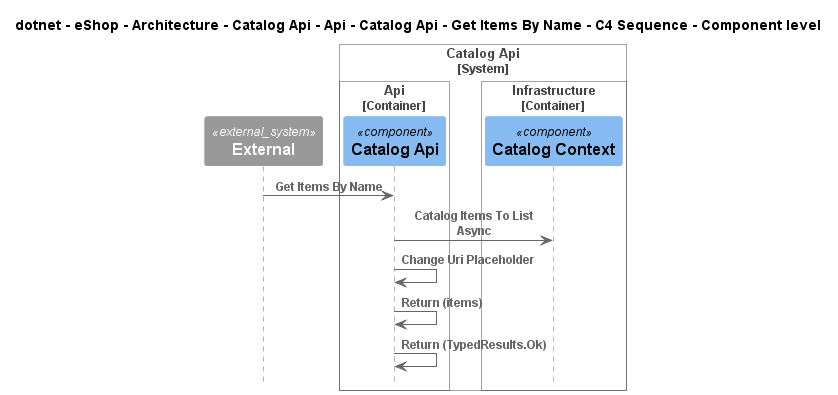 dotnet - eShop - Architecture - Catalog Api - Api - Catalog Api - Get Items By Name - C4 Sequence - Component level
Catalog Api
[System]
Api
[Container]
Infrastructure
[Container]
«external_system»
External
«component»
Catalog Api
«component»
Catalog Context
Get Items By Name
Catalog Items To List
Async
Change Uri Placeholder
Return (items)
Return (TypedResults.Ok)